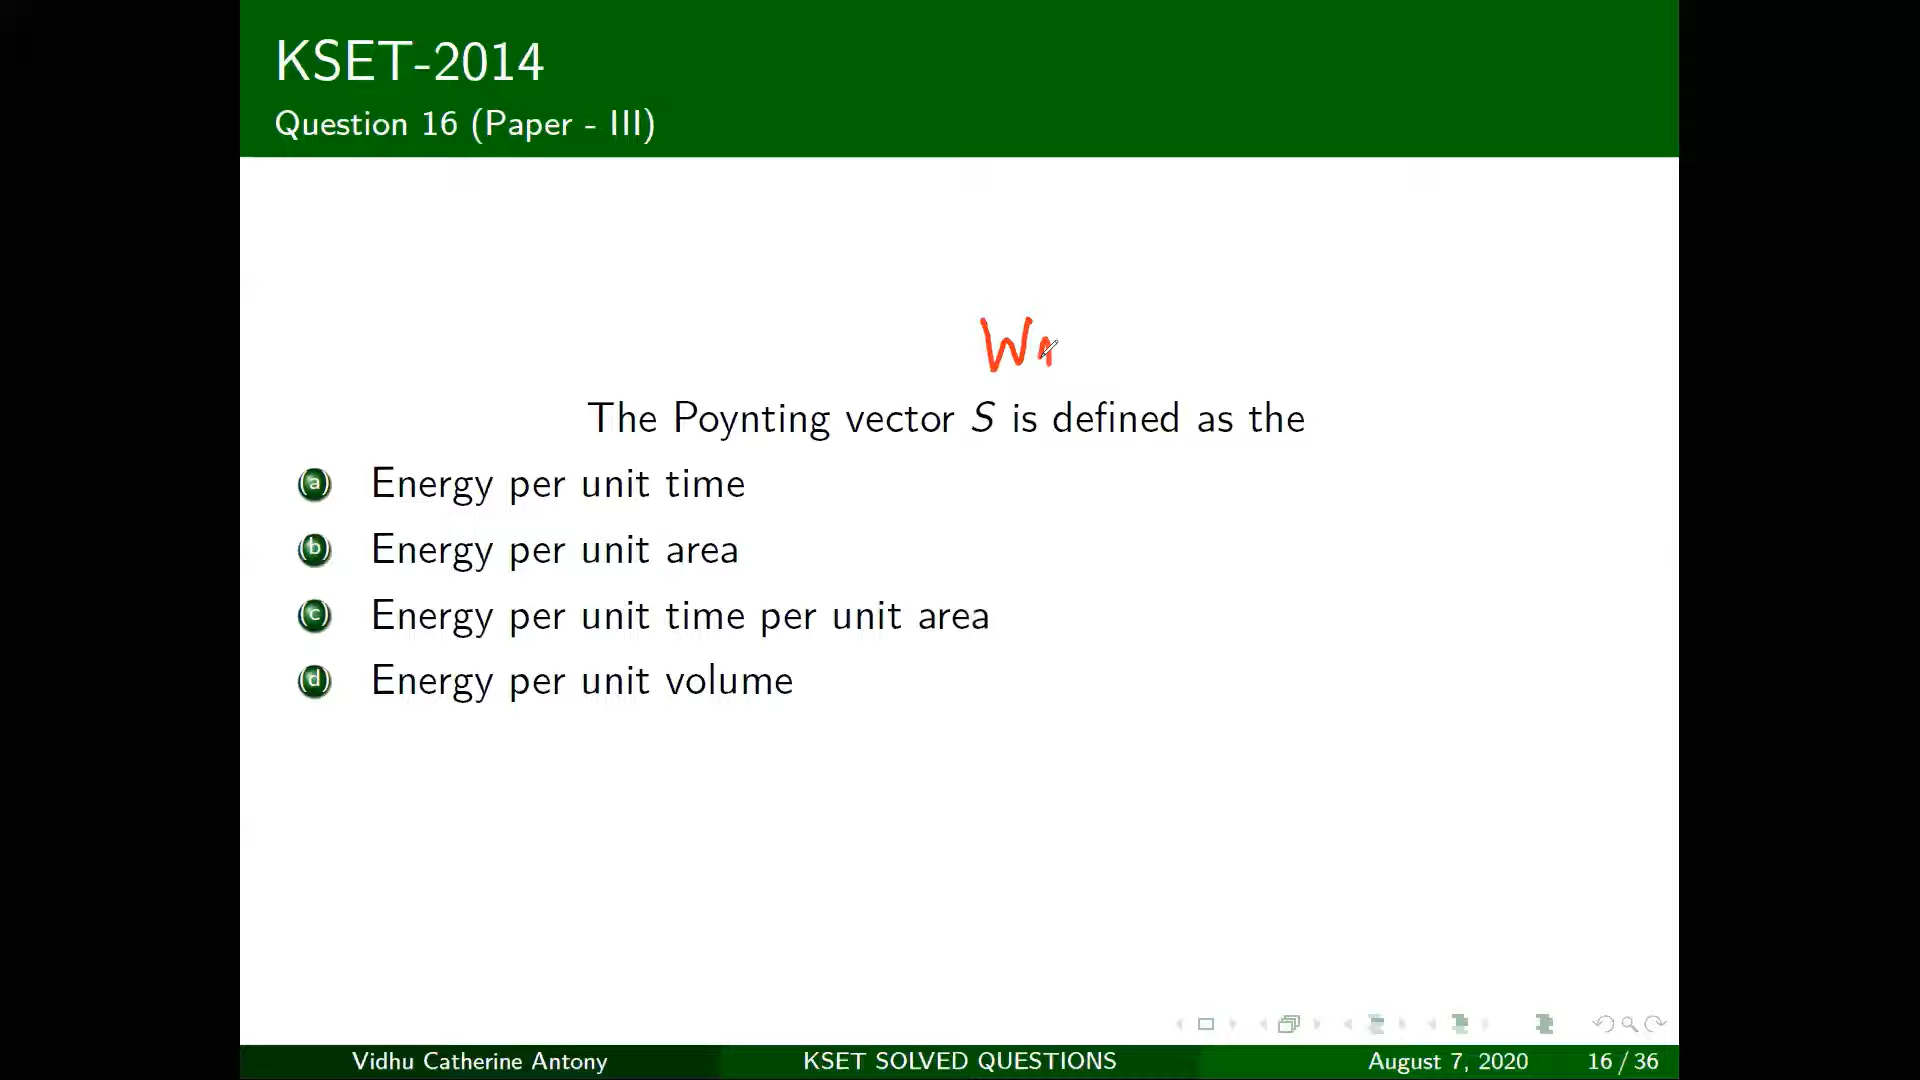 KSET-2014
Question 16 (Paper - III)
The Poynting vector S is defined as the
(a) Energy per unit time
(b) Energy per unit area
(c) Energy per unit time per unit area
(d) Energy per unit volume
Vidhu Catherine Antony KSET SOLVED QUESTIONS August 7, 2020 16 / 36